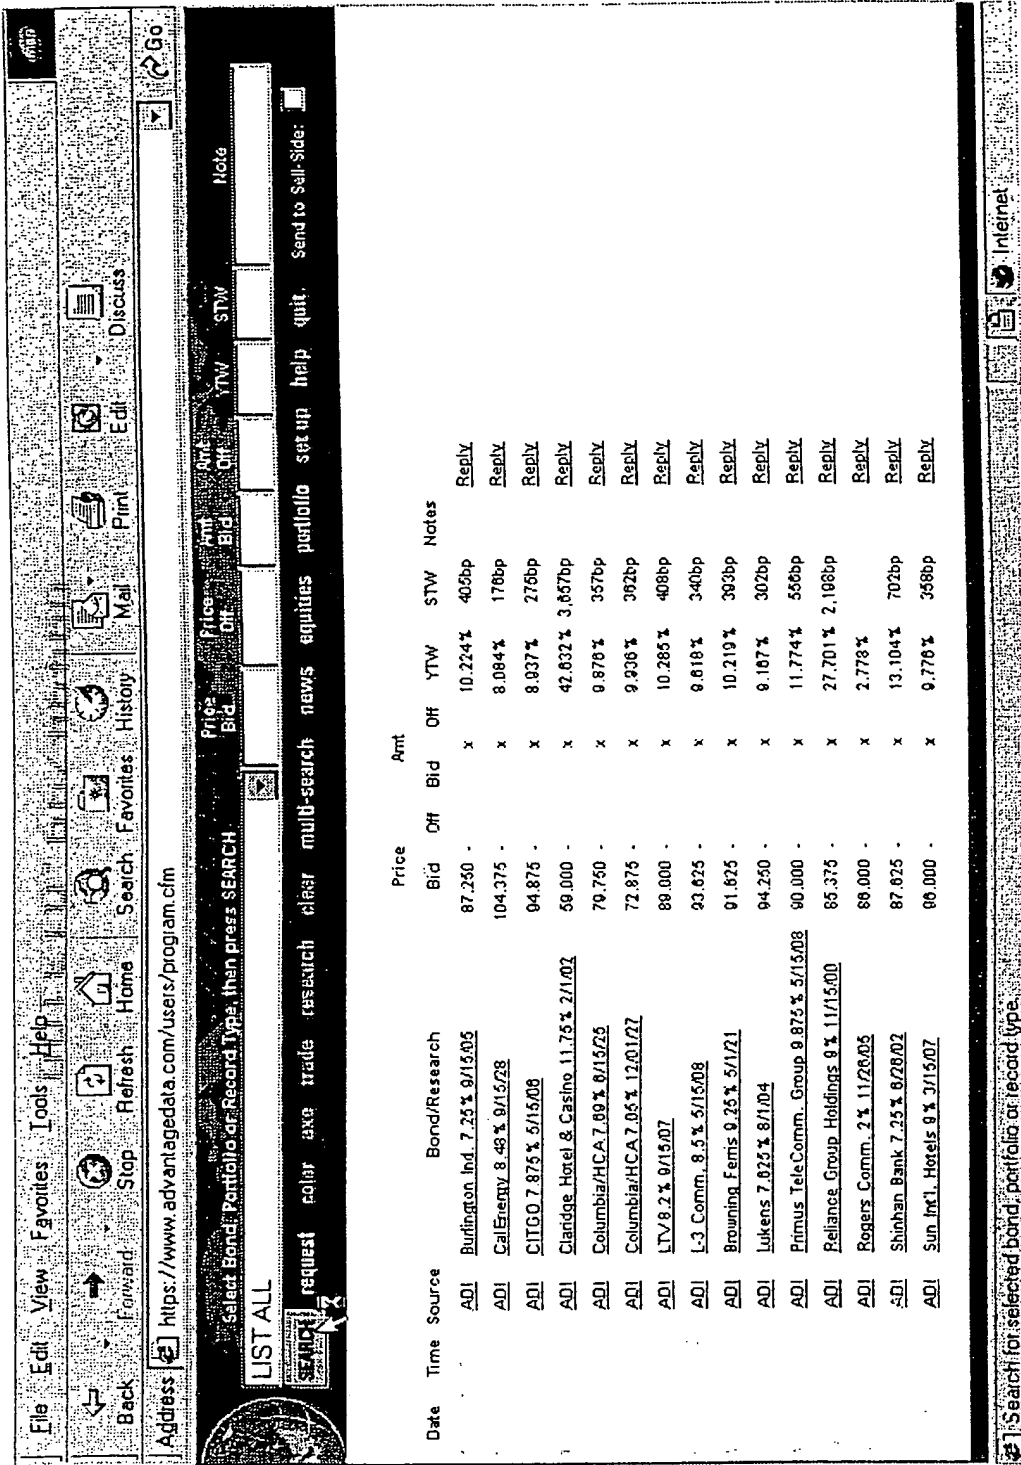 File Edit View Favorites Tools Help
Back Forward Stop Refresh Home Search Favorites History Mail Print Edit Discuss
Address https://www.advantagedata.com/users/program.cfm Go
Select Bond, Portfolio or Record Type, then press SEARCH Price Bid Price Off Amt Bid Amt Off YTW STW Note
LIST ALL
SEARCH request color axe trade research clear multi-search news equities portfolio set up help quit. Send to Sell-Side:
Price Amt
Date Time Source Bond/Research Bid Off Bid Off YTW STW Notes
ADI Burlington Ind. 7.25% 9/15/05 87.250 - x 10.224% 405bp Reply
ADI CalEnergy 8.48% 9/15/28 104.375 - x 8.084% 176bp Reply
ADI CITGO 7.875% 5/15/06 94.875 - x 8.937% 275bp Reply
ADI Claridge Hotel & Casino 11.75% 2/1/02 59.000 - x 42.632% 3,657bp Reply
ADI Columbia/HCA 7.69% 6/15/25 79.750 - x 9.876% 357bp Reply
ADI Columbia/HCA 7.05% 12/01/27 72.875 - x 9.936% 362bp Reply
ADI LTV 8.2% 9/15/07 89.000 - x 10.285% 408bp Reply
ADI L-3 Comm. 8.5% 5/15/08 93.625 - x 9.618% 340bp Reply
ADI Browning Ferris 9.25% 5/1/21 91.625 - x 10.219% 393bp Reply
ADI Lukens 7.625% 8/1/04 94.250 - x 9.167% 302bp Reply
ADI Primus TeleComm. Group 9.875% 5/15/08 90.000 - x 11.774% 556bp Reply
ADI Reliance Group Holdings 9% 11/15/00 85.375 - x 27.701% 2,198bp Reply
ADI Rogers Comm. 2% 11/26/05 86.000 - x 2.778% Reply
ADI Shinhan Bank 7.25% 6/28/02 87.625 - x 13.104% 702bp Reply
ADI Sun Int'l. Hotels 9% 3/15/07 96.000 - x 9.776% 358bp Reply
Search for selected bond, portfolio or record type. Internet